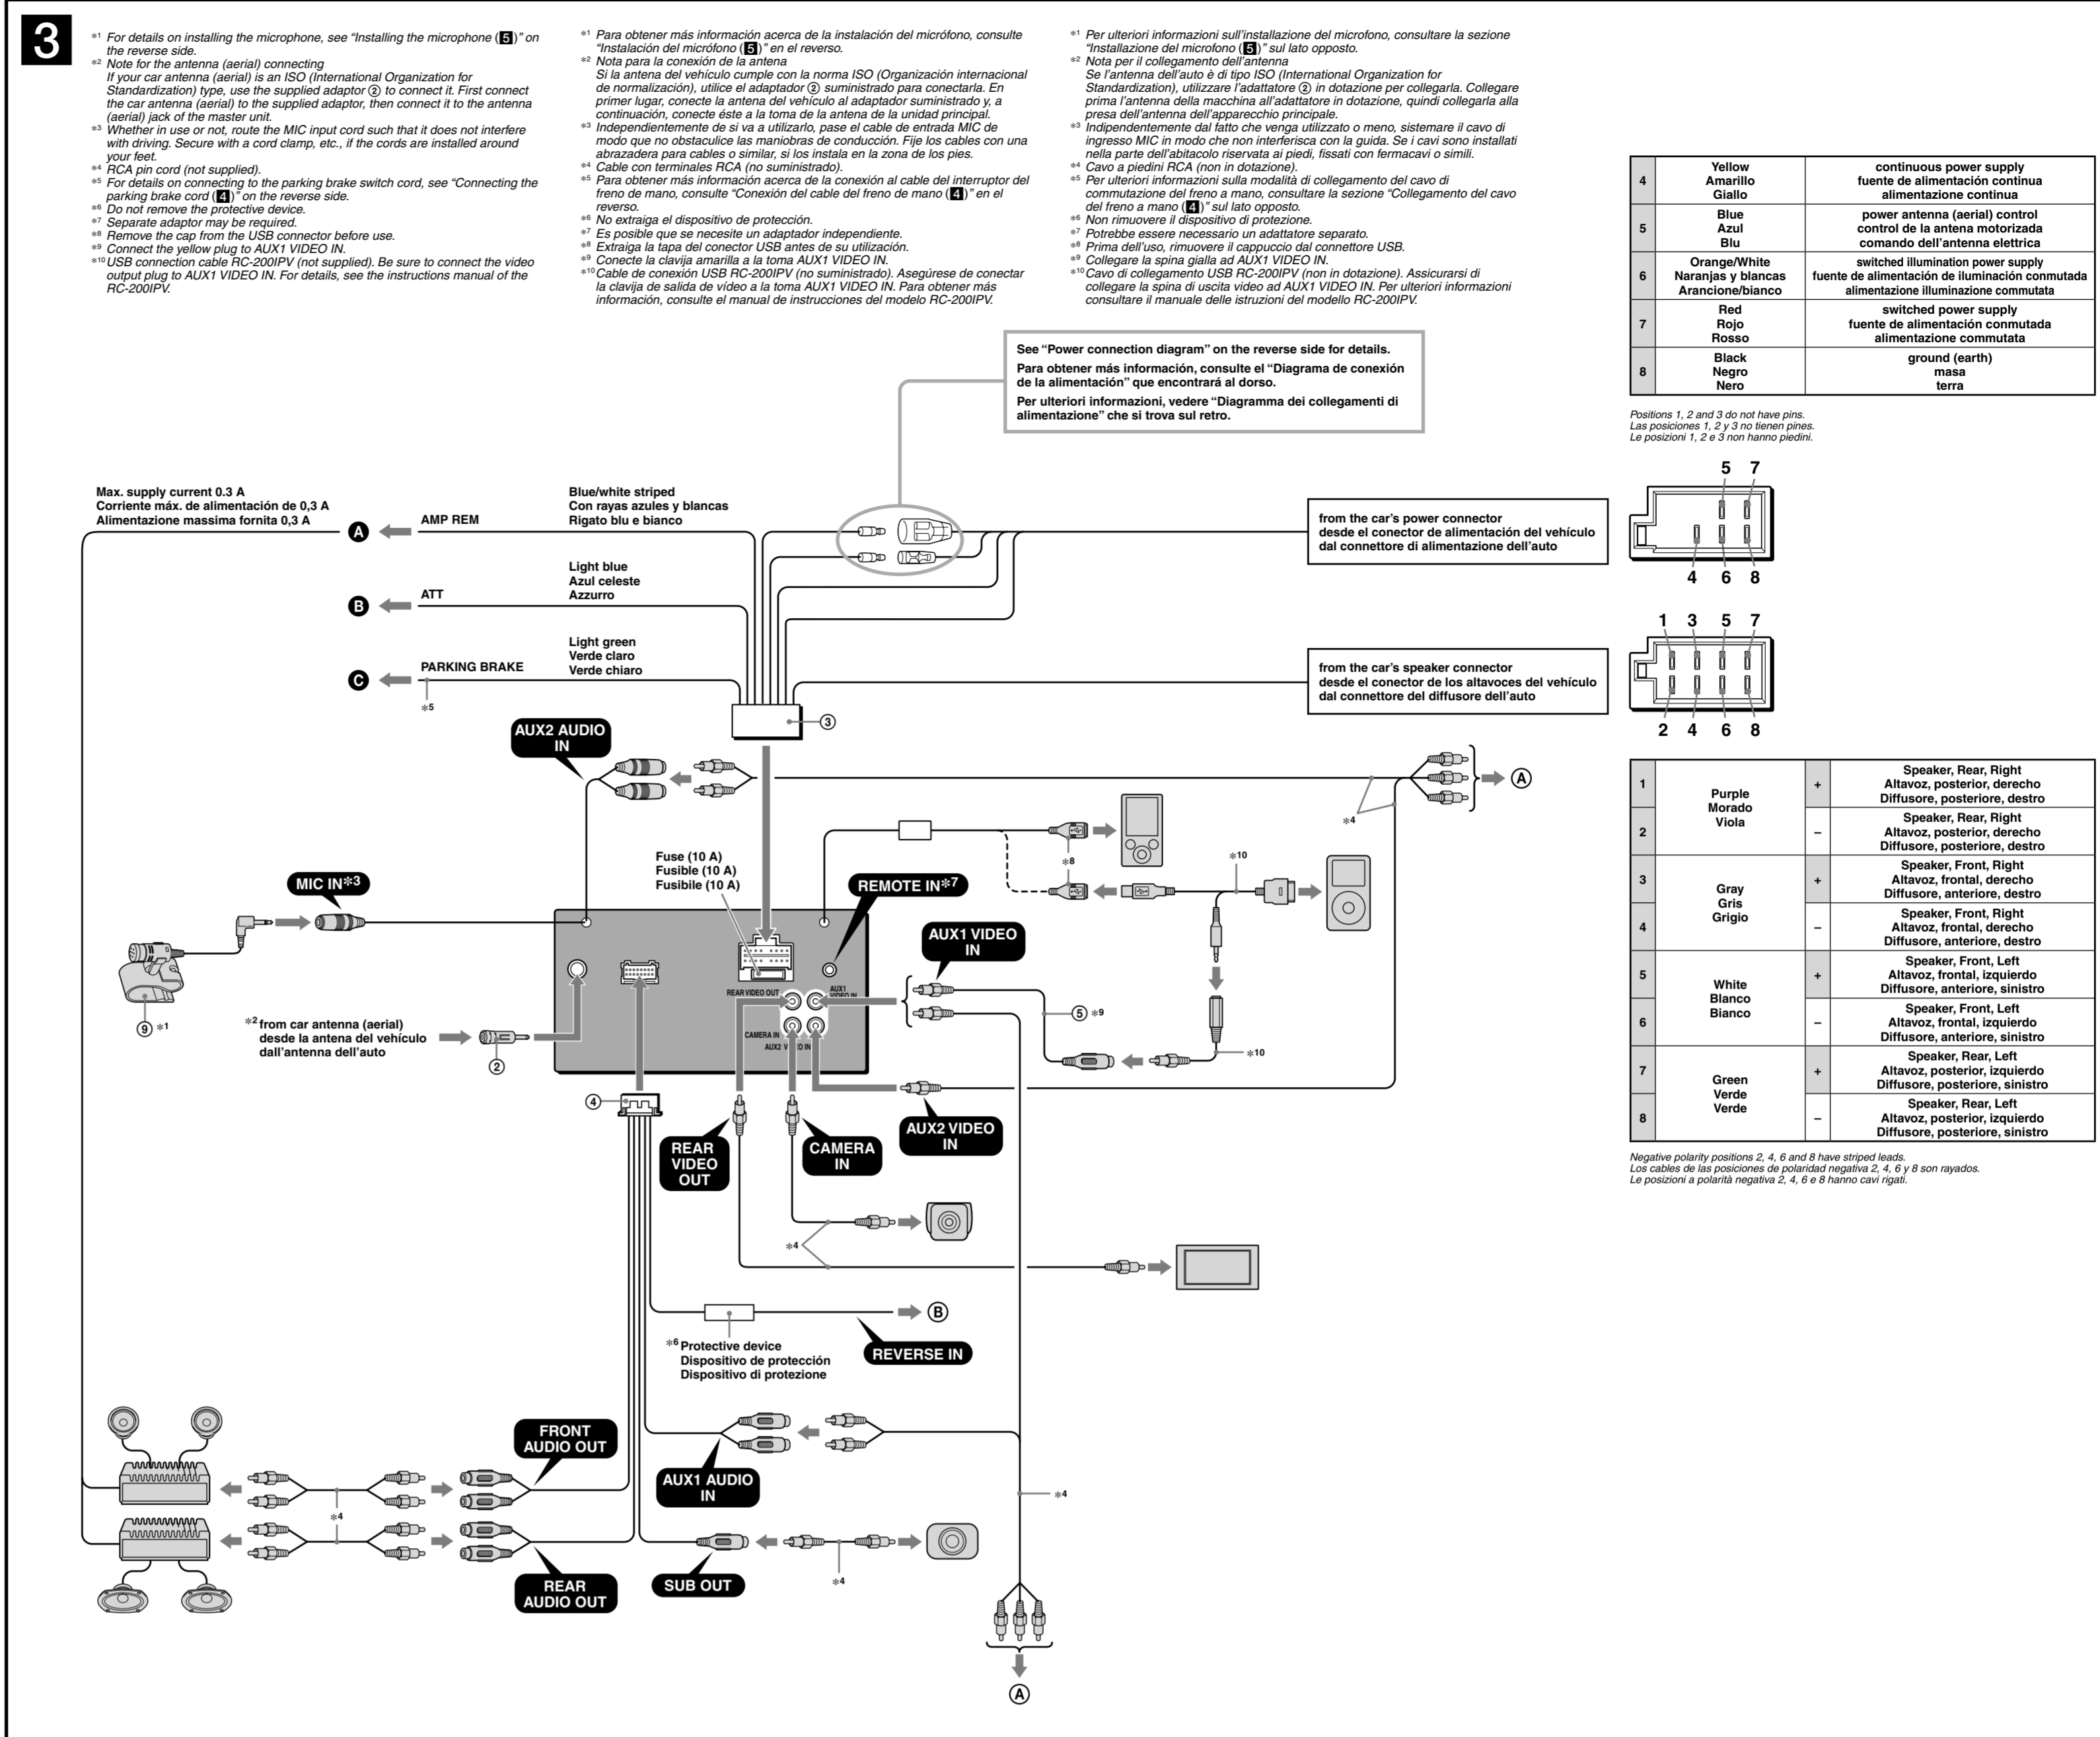 3
*1 For details on installing the microphone, see “Installing the microphone (5)” on
the reverse side.
*2 Note for the antenna (aerial) connecting
If your car antenna (aerial) is an ISO (International Organization for
Standardization) type, use the supplied adaptor ② to connect it. First connect
the car antenna (aerial) to the supplied adaptor, then connect it to the antenna
(aerial) jack of the master unit.
*3 Whether in use or not, route the MIC input cord such that it does not interfere
with driving. Secure with a cord clamp, etc., if the cords are installed around
your feet.
*4 RCA pin cord (not supplied).
*5 For details on connecting to the parking brake switch cord, see “Connecting the
parking brake cord (4)” on the reverse side.
*6 Do not remove the protective device.
*7 Separate adaptor may be required.
*8 Remove the cap from the USB connector before use.
*9 Connect the yellow plug to AUX1 VIDEO IN.
*10 USB connection cable RC-200IPV (not supplied). Be sure to connect the video
output plug to AUX1 VIDEO IN. For details, see the instructions manual of the
RC-200IPV.
*1 Para obtener más información acerca de la instalación del micrófono, consulte
“Instalación del micrófono (5)” en el reverso.
*2 Nota para la conexión de la antena
Si la antena del vehículo cumple con la norma ISO (Organización internacional
de normalización), utilice el adaptador ② suministrado para conectarla. En
primer lugar, conecte la antena del vehículo al adaptador suministrado y, a
continuación, conecte éste a la toma de la antena de la unidad principal.
*3 Independientemente de si va a utilizarlo, pase el cable de entrada MIC de
modo que no obstaculice las maniobras de conducción. Fije los cables con una
abrazadera para cables o similar, si los instala en la zona de los pies.
*4 Cable con terminales RCA (no suministrado).
*5 Para obtener más información acerca de la conexión al cable del interruptor del
freno de mano, consulte “Conexión del cable del freno de mano (4)” en el
reverso.
*6 No extraiga el dispositivo de protección.
*7 Es posible que se necesite un adaptador independiente.
*8 Extraiga la tapa del conector USB antes de su utilización.
*9 Conecte la clavija amarilla a la toma AUX1 VIDEO IN.
*10 Cable de conexión USB RC-200IPV (no suministrado). Asegúrese de conectar
la clavija de salida de vídeo a la toma AUX1 VIDEO IN. Para obtener más
información, consulte el manual de instrucciones del modelo RC-200IPV.
*1 Per ulteriori informazioni sull’installazione del microfono, consultare la sezione
“Installazione del microfono (5)” sul lato opposto.
*2 Nota per il collegamento dell’antenna
Se l’antenna dell’auto è di tipo ISO (International Organization for
Standardization), utilizzare l’adattatore ② in dotazione per collegarla. Collegare
prima l’antenna della macchina all’adattatore in dotazione, quindi collegarla alla
presa dell’antenna dell’apparecchio principale.
*3 Indipendentemente dal fatto che venga utilizzato o meno, sistemare il cavo di
ingresso MIC in modo che non interferisca con la guida. Se i cavi sono installati
nella parte dell’abitacolo riservata ai piedi, fissati con fermacavi o simili.
*4 Cavo a piedini RCA (non in dotazione).
*5 Per ulteriori informazioni sulla modalità di collegamento del cavo di
commutazione del freno a mano, consultare la sezione “Collegamento del cavo
del freno a mano (4)” sul lato opposto.
*6 Non rimuovere il dispositivo di protezione.
*7 Potrebbe essere necessario un adattatore separato.
*8 Prima dell’uso, rimuovere il cappuccio dal connettore USB.
*9 Collegare la spina gialla ad AUX1 VIDEO IN.
*10 Cavo di collegamento USB RC-200IPV (non in dotazione). Assicurarsi di
collegare la spina di uscita video ad AUX1 VIDEO IN. Per ulteriori informazioni
consultare il manuale delle istruzioni del modello RC-200IPV.
4
Yellow
Amarillo
Giallo
continuous power supply
fuente de alimentación continua
alimentazione continua
5
Blue
Azul
Blu
power antenna (aerial) control
control de la antena motorizada
comando dell’antenna elettrica
6
Orange/White
Naranjas y blancas
Arancione/bianco
switched illumination power supply
fuente de alimentación de iluminación conmutada
alimentazione illuminazione commutata
7
Red
Rojo
Rosso
switched power supply
fuente de alimentación conmutada
alimentazione commutata
8
Black
Negro
Nero
ground (earth)
masa
terra
Positions 1, 2 and 3 do not have pins.
Las posiciones 1, 2 y 3 no tienen pines.
Le posizioni 1, 2 e 3 non hanno piedini.
See “Power connection diagram” on the reverse side for details.
Para obtener más información, consulte el “Diagrama de conexión
de la alimentación” que encontrará al dorso.
Per ulteriori informazioni, vedere “Diagramma dei collegamenti di
alimentazione” che si trova sul retro.
5 7
4 6 8
Max. supply current 0.3 A
Corriente máx. de alimentación de 0,3 A
Alimentazione massima fornita 0,3 A
A
AMP REM
Blue/white striped
Con rayas azules y blancas
Rigato blu e bianco
from the car’s power connector
desde el conector de alimentación del vehículo
dal connettore di alimentazione dell’auto
B
ATT
Light blue
Azul celeste
Azzurro
C
PARKING BRAKE
*5
Light green
Verde claro
Verde chiaro
from the car’s speaker connector
desde el conector de los altavoces del vehículo
dal connettore del diffusore dell’auto
1 3 5 7
2 4 6 8
③
AUX2 AUDIO
IN
*4
Ⓐ
*8
*10
Fuse (10 A)
Fusible (10 A)
Fusibile (10 A)
REMOTE IN*7
MIC IN*3
AUX1 VIDEO
IN
REAR VIDEO OUT
AUX1
VIDEO IN
CAMERA IN
AUX2 VIDEO IN
⑤ *9
*10
⑨ *1
*2 from car antenna (aerial)
desde la antena del vehículo
dall’antenna dell’auto
②
④
REAR
VIDEO
OUT
CAMERA
IN
AUX2 VIDEO
IN
*4
Ⓑ
*6 Protective device
Dispositivo de protección
Dispositivo di protezione
REVERSE IN
FRONT
AUDIO OUT
AUX1 AUDIO
IN
*4
*4
REAR
AUDIO OUT
SUB OUT
*4
Ⓐ
1
Purple
Morado
Viola
+
Speaker, Rear, Right
Altavoz, posterior, derecho
Diffusore, posteriore, destro
2
–
Speaker, Rear, Right
Altavoz, posterior, derecho
Diffusore, posteriore, destro
3
Gray
Gris
Grigio
+
Speaker, Front, Right
Altavoz, frontal, derecho
Diffusore, anteriore, destro
4
–
Speaker, Front, Right
Altavoz, frontal, derecho
Diffusore, anteriore, destro
5
White
Blanco
Bianco
+
Speaker, Front, Left
Altavoz, frontal, izquierdo
Diffusore, anteriore, sinistro
6
–
Speaker, Front, Left
Altavoz, frontal, izquierdo
Diffusore, anteriore, sinistro
7
Green
Verde
Verde
+
Speaker, Rear, Left
Altavoz, posterior, izquierdo
Diffusore, posteriore, sinistro
8
–
Speaker, Rear, Left
Altavoz, posterior, izquierdo
Diffusore, posteriore, sinistro
Negative polarity positions 2, 4, 6 and 8 have striped leads.
Los cables de las posiciones de polaridad negativa 2, 4, 6 y 8 son rayados.
Le posizioni a polarità negativa 2, 4, 6 e 8 hanno cavi rigati.